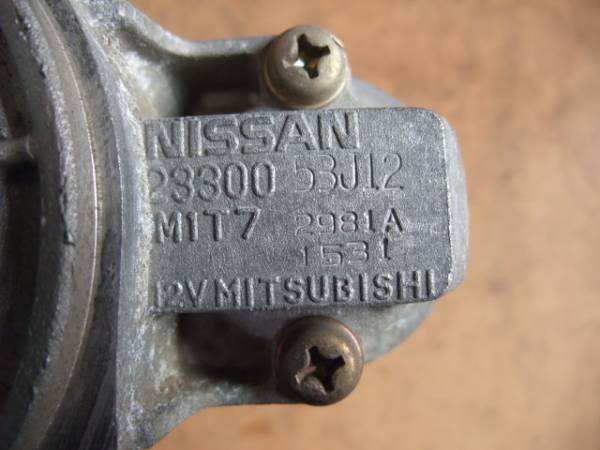 NISSAN
23300 53J12
M1T7 2981A
1531
12V MITSUBISHI